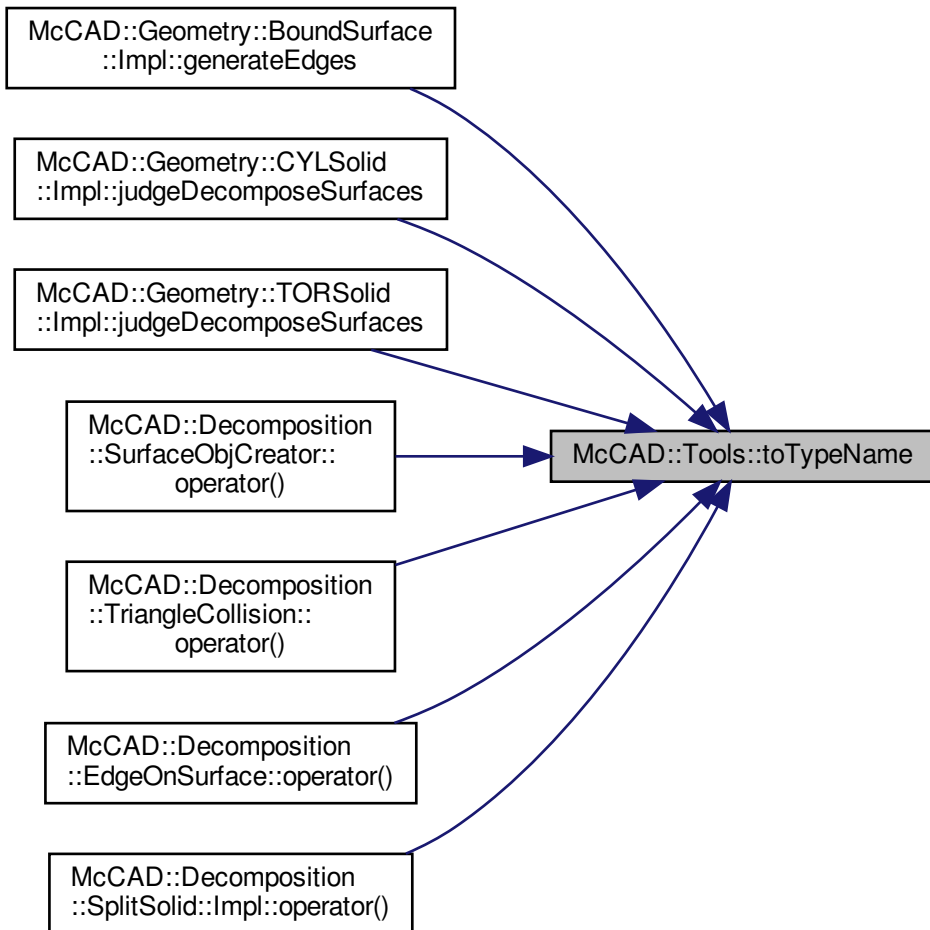 McCAD::Geometry::BoundSurface
::Impl::generateEdges
McCAD::Geometry::CYLSolid
::Impl::judgeDecomposeSurfaces
McCAD::Geometry::TORSolid
::Impl::judgeDecomposeSurfaces
McCAD::Decomposition
::SurfaceObjCreator::
operator()
McCAD::Tools::toTypeName
McCAD::Decomposition
::TriangleCollision::
operator()
McCAD::Decomposition
::EdgeOnSurface::operator()
McCAD::Decomposition
::SplitSolid::Impl::operator()